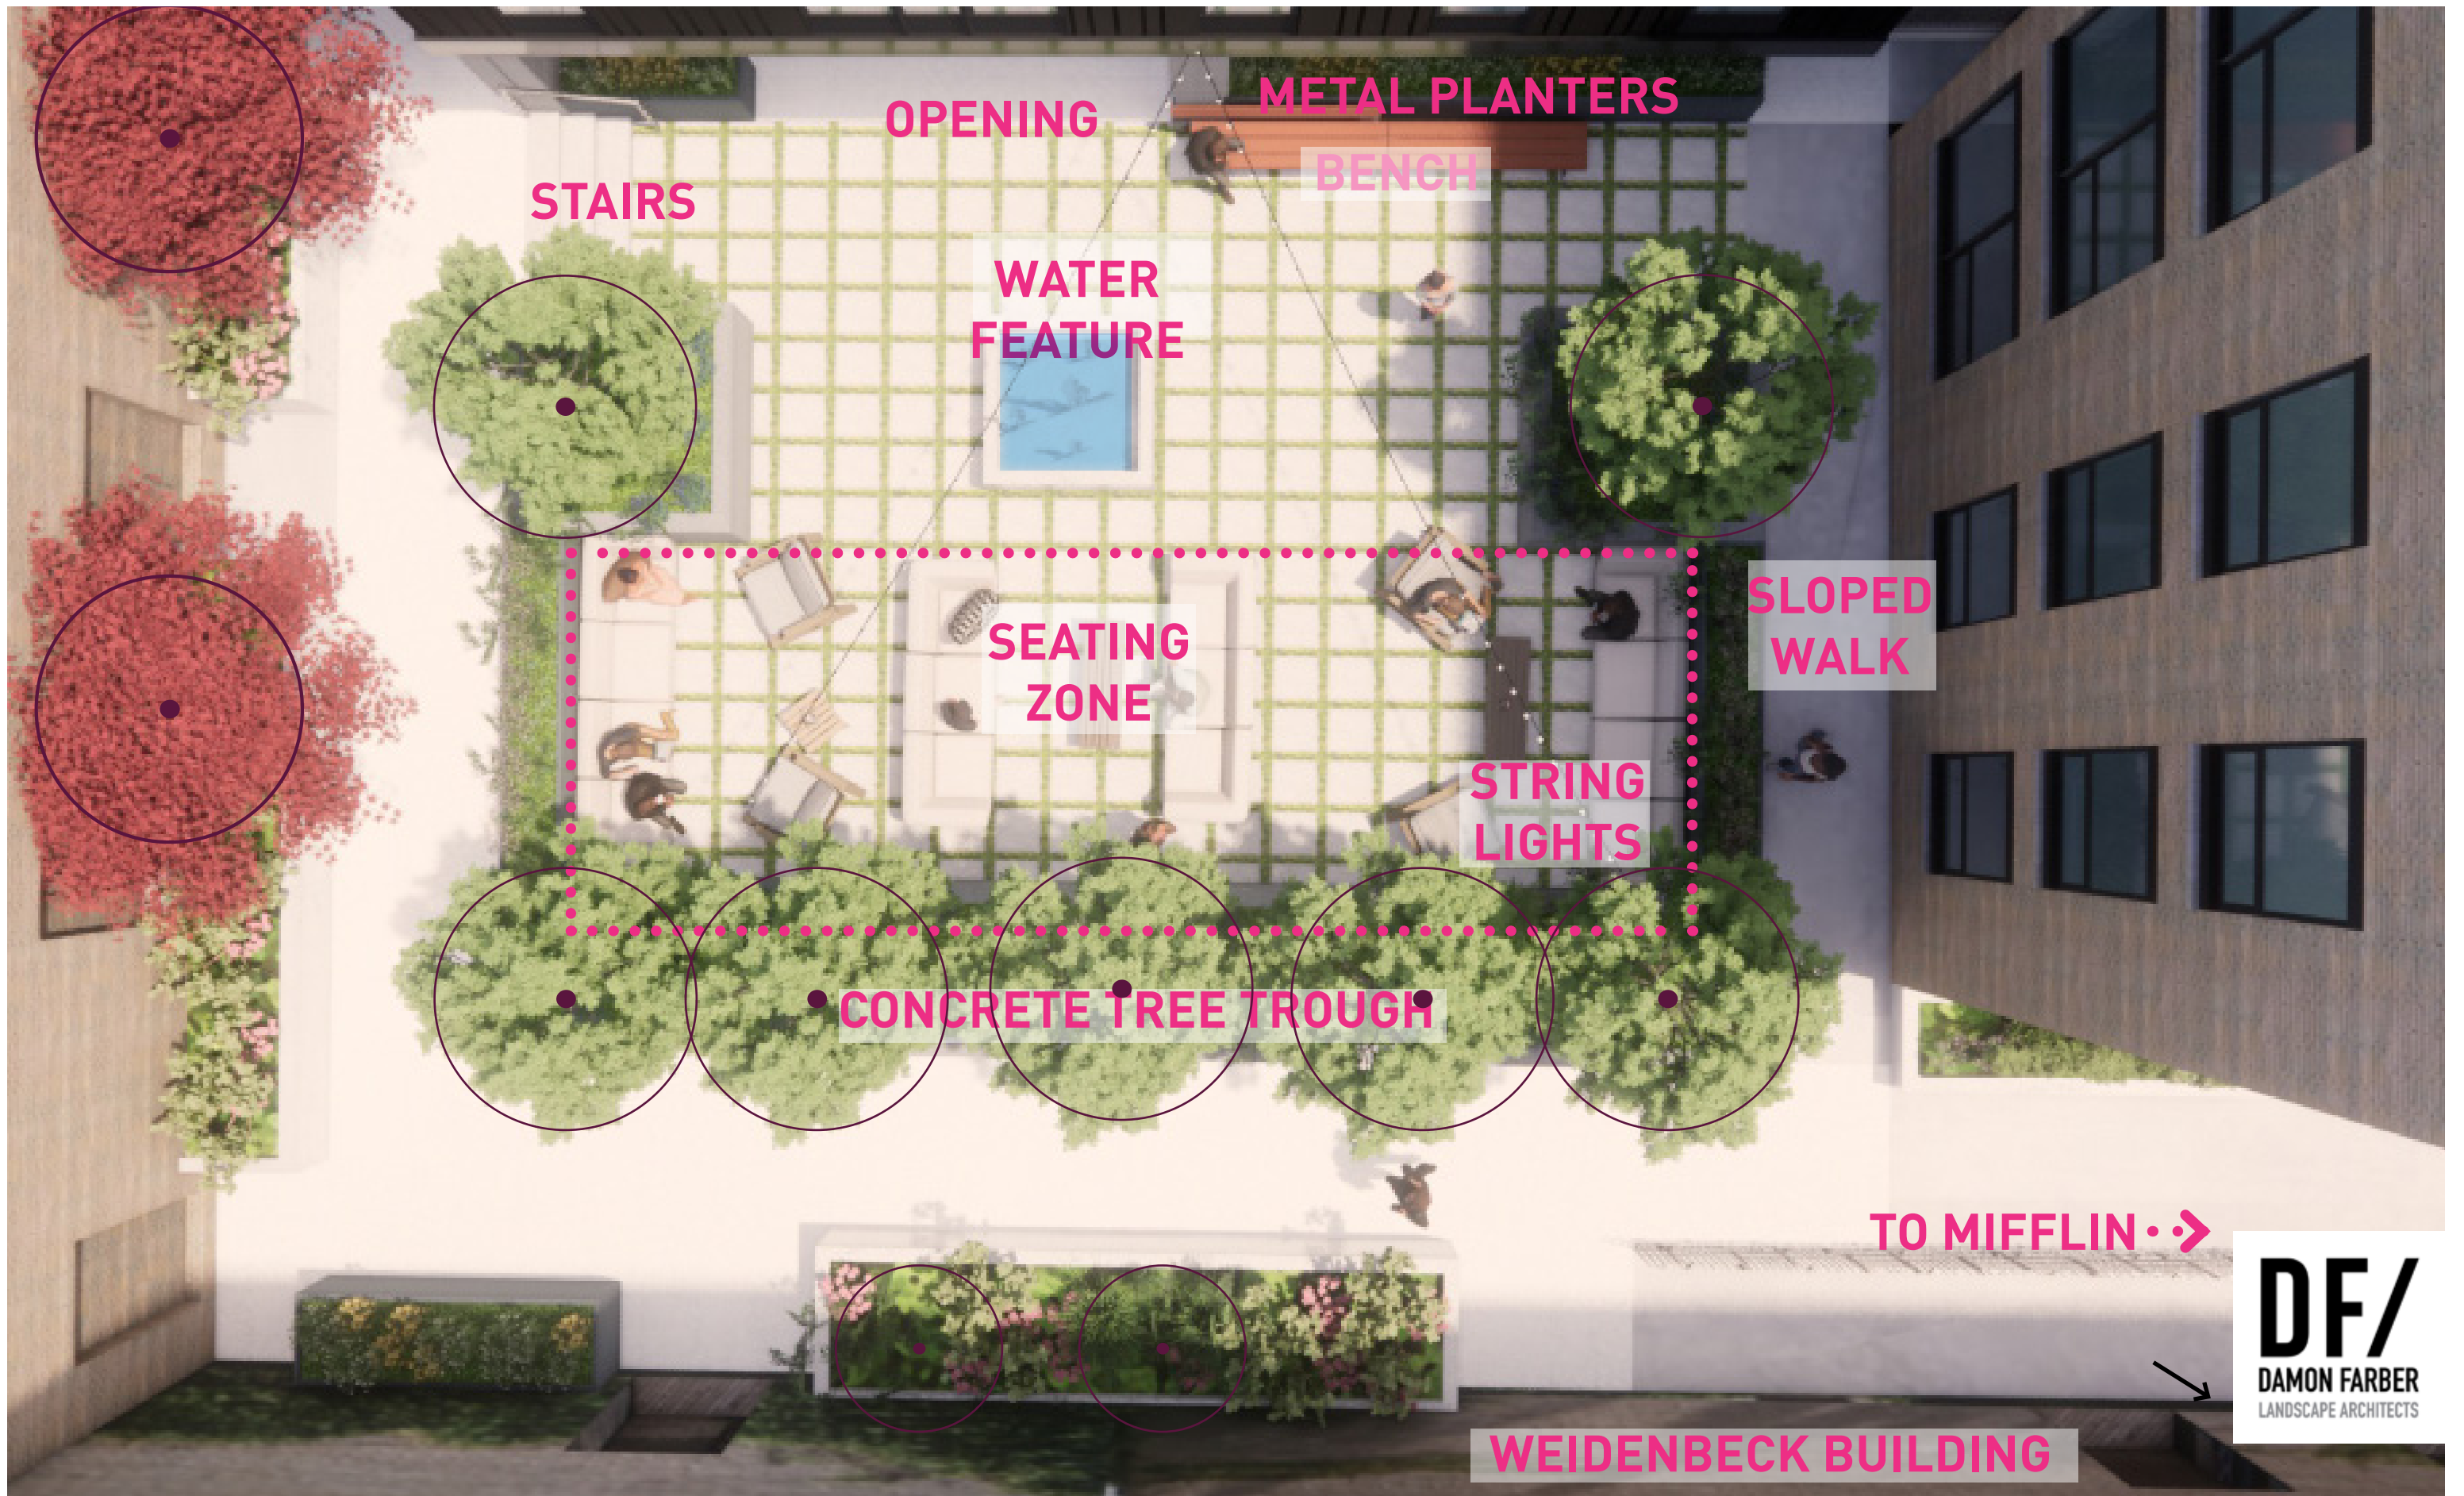 METAL PLANTERS
OPENING
BENCH
STAIRS
WATER
FEATURE
SEATING
ZONE
SLOPED
WALK
STRING
LIGHTS
CONCRETE TREE TROUGH
TO MIFFLIN
DF/
DAMON FARBER
LANDSCAPE ARCHITECTS
WEIDENBECK BUILDING